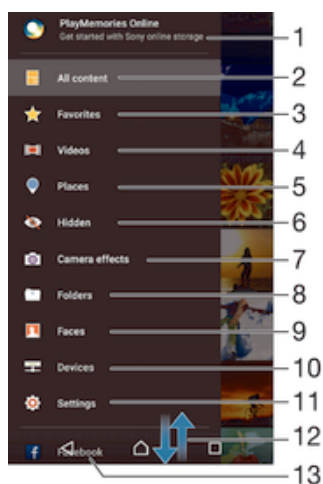 PlayMemories Online
Get started with Sony online storage
1
All content
2
Favorites
3
Videos
4
Places
5
Hidden
6
Camera effects
7
Folders
8
Faces
9
Devices
10
Settings
11
12
f Facebook
13